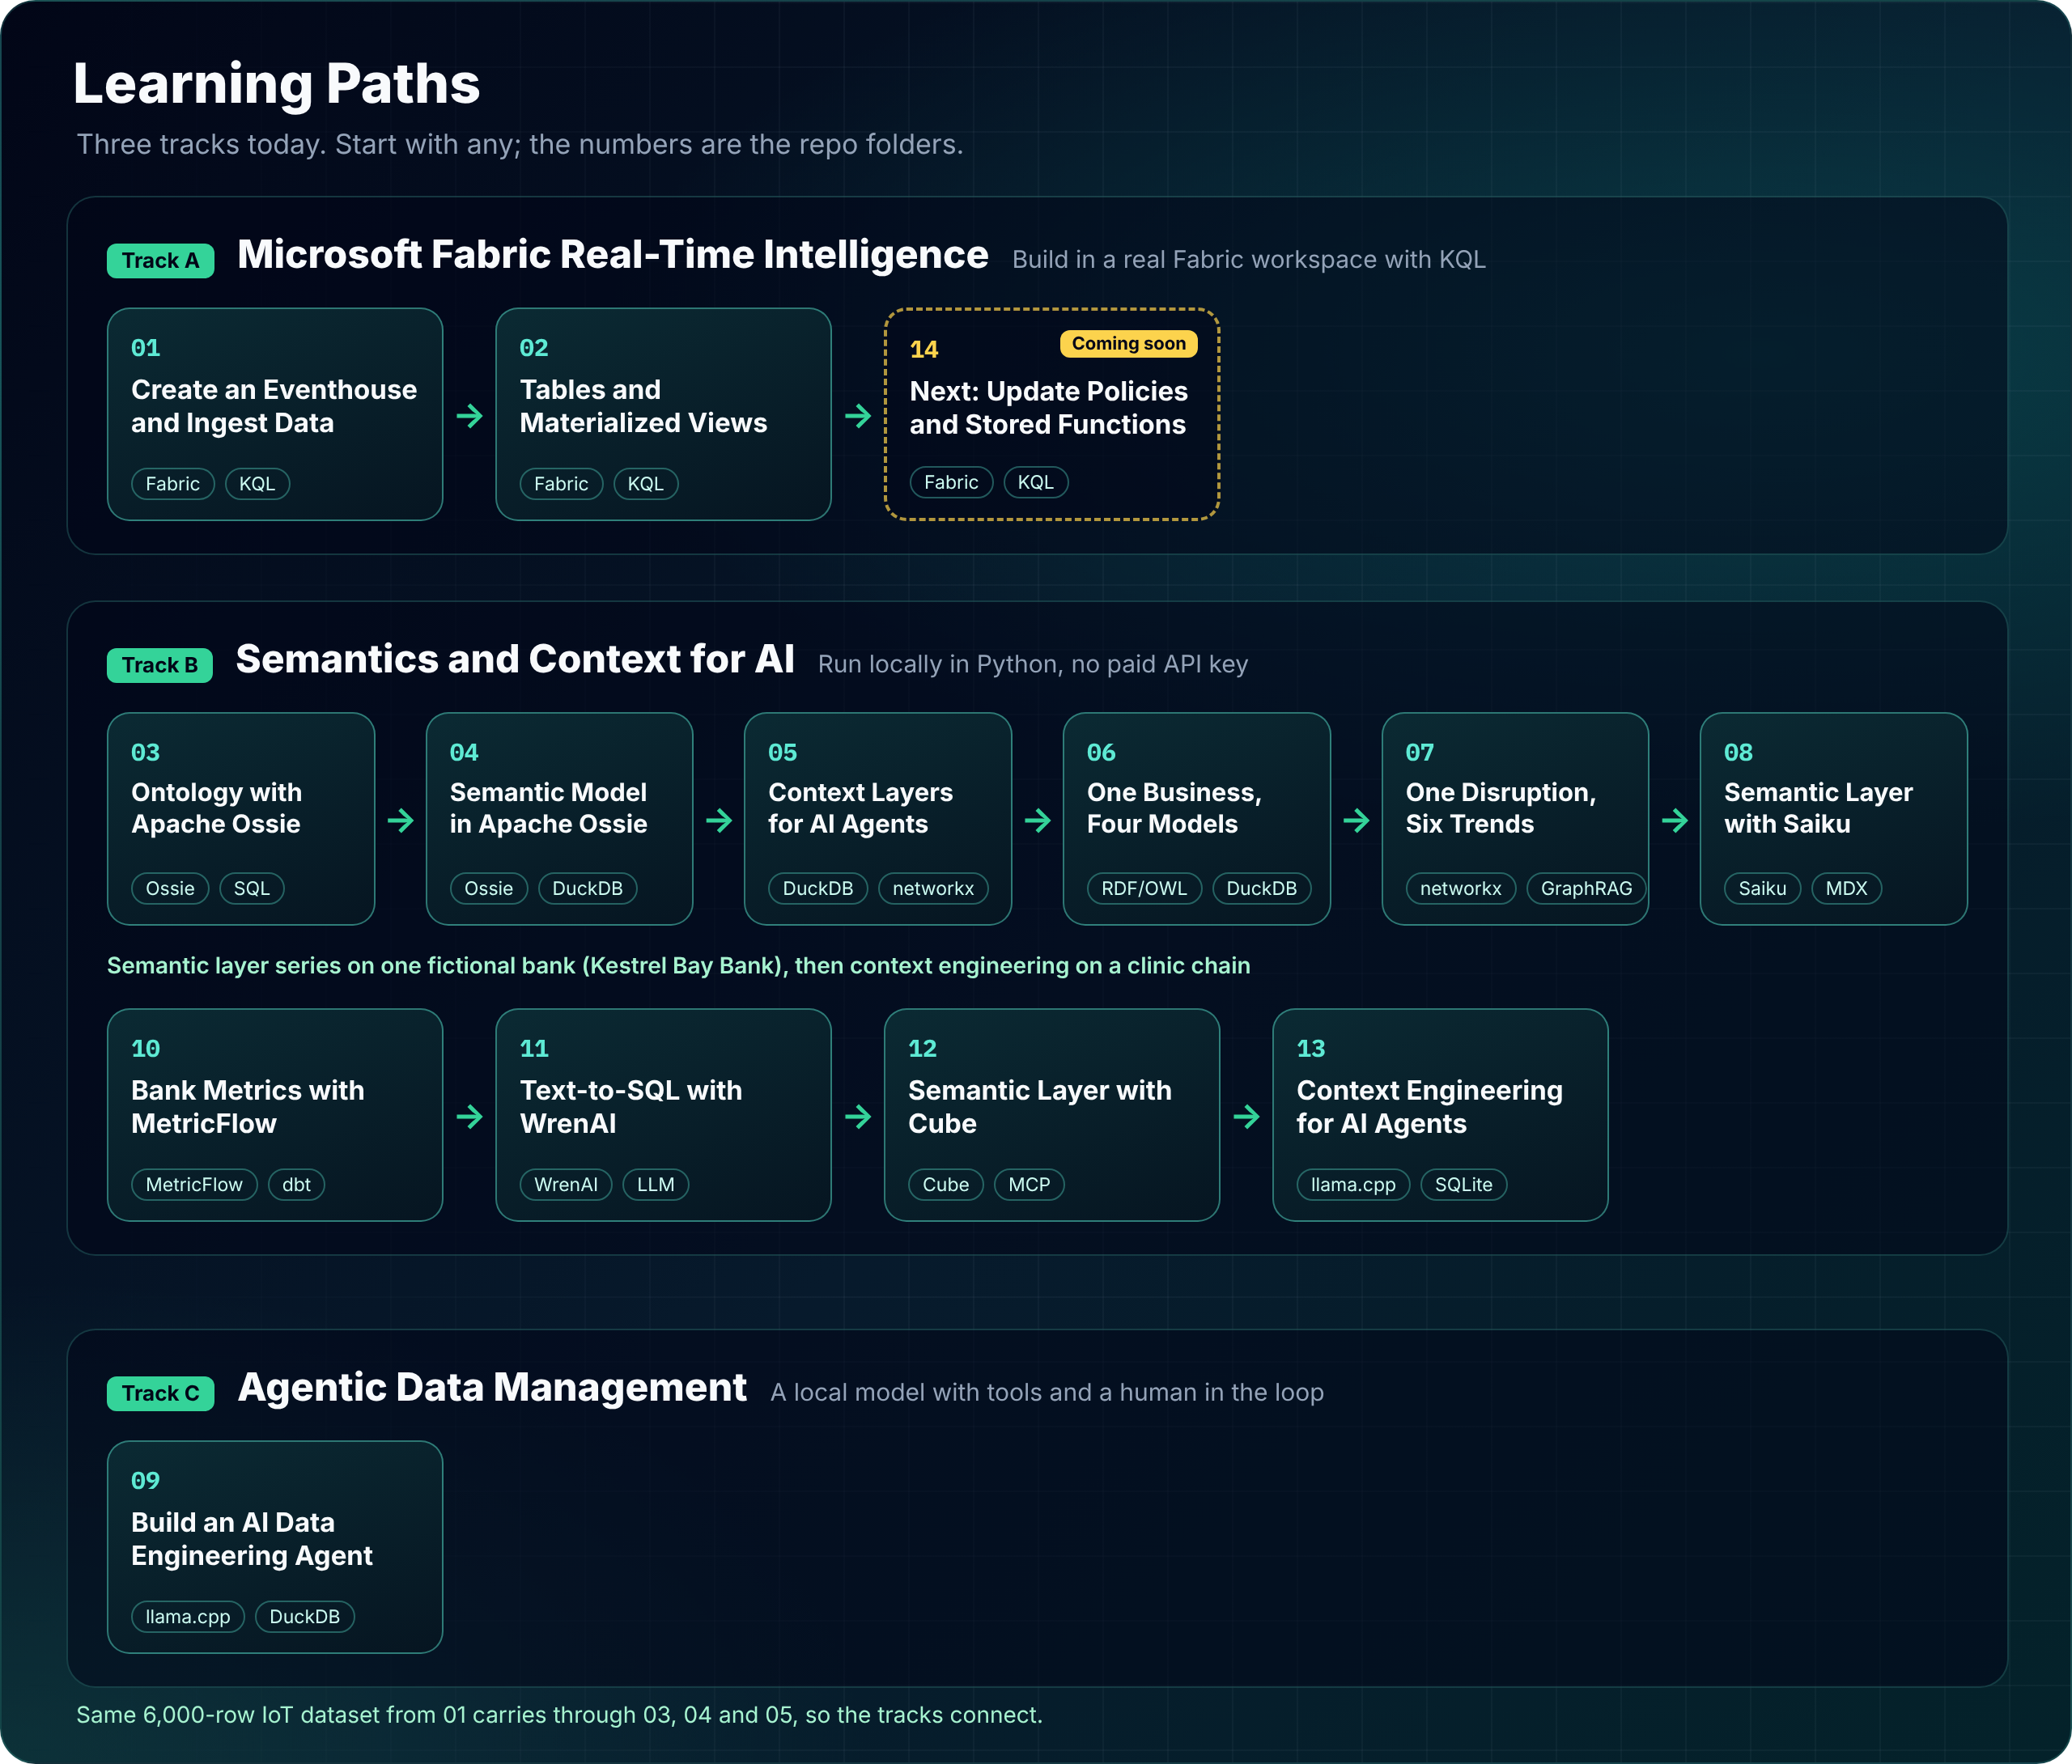 Learning Paths
Three tracks today. Start with any; the numbers are the repo folders.
Track A Microsoft Fabric Real-Time Intelligence Build in a real Fabric workspace with KQL
01
Create an Eventhouse
and Ingest Data
Fabric KQL
→
02
Tables and
Materialized Views
Fabric KQL
→
14 Coming soon
Next: Update Policies
and Stored Functions
Fabric KQL
Track B Semantics and Context for AI Run locally in Python, no paid API key
03
Ontology with
Apache Ossie
Ossie SQL
→
04
Semantic Model
in Apache Ossie
Ossie DuckDB
→
05
Context Layers
for AI Agents
DuckDB networkx
→
06
One Business,
Four Models
RDF/OWL DuckDB
→
07
One Disruption,
Six Trends
networkx GraphRAG
→
08
Semantic Layer
with Saiku
Saiku MDX
Semantic layer series on one fictional bank (Kestrel Bay Bank), then context engineering on a clinic chain
10
Bank Metrics with
MetricFlow
MetricFlow dbt
→
11
Text-to-SQL with
WrenAI
WrenAI LLM
→
12
Semantic Layer with
Cube
Cube MCP
→
13
Context Engineering
for AI Agents
llama.cpp SQLite
Track C Agentic Data Management A local model with tools and a human in the loop
09
Build an AI Data
Engineering Agent
llama.cpp DuckDB
Same 6,000-row IoT dataset from 01 carries through 03, 04 and 05, so the tracks connect.